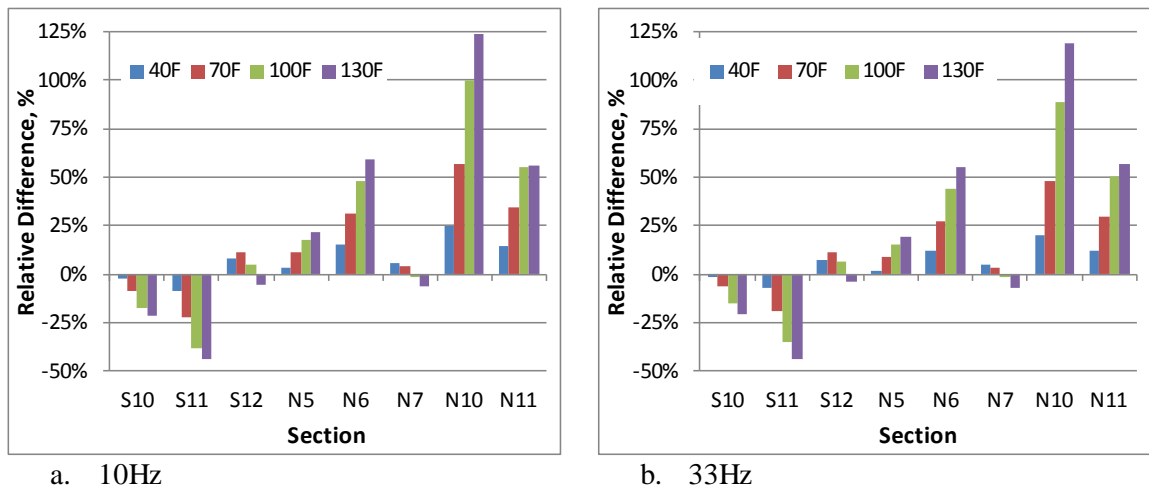 125%
100%
75%
50%
25%
0%
-25%
-50%
Relative Difference, %
40F 70F 100F 130F
S10 S11 S12 N5 N6 N7 N10 N11
Section
a. 10Hz
125%
100%
75%
50%
25%
0%
-25%
-50%
Relative Difference, %
40F 70F 100F 130F
S10 S11 S12 N5 N6 N7 N10 N11
Section
b. 33Hz